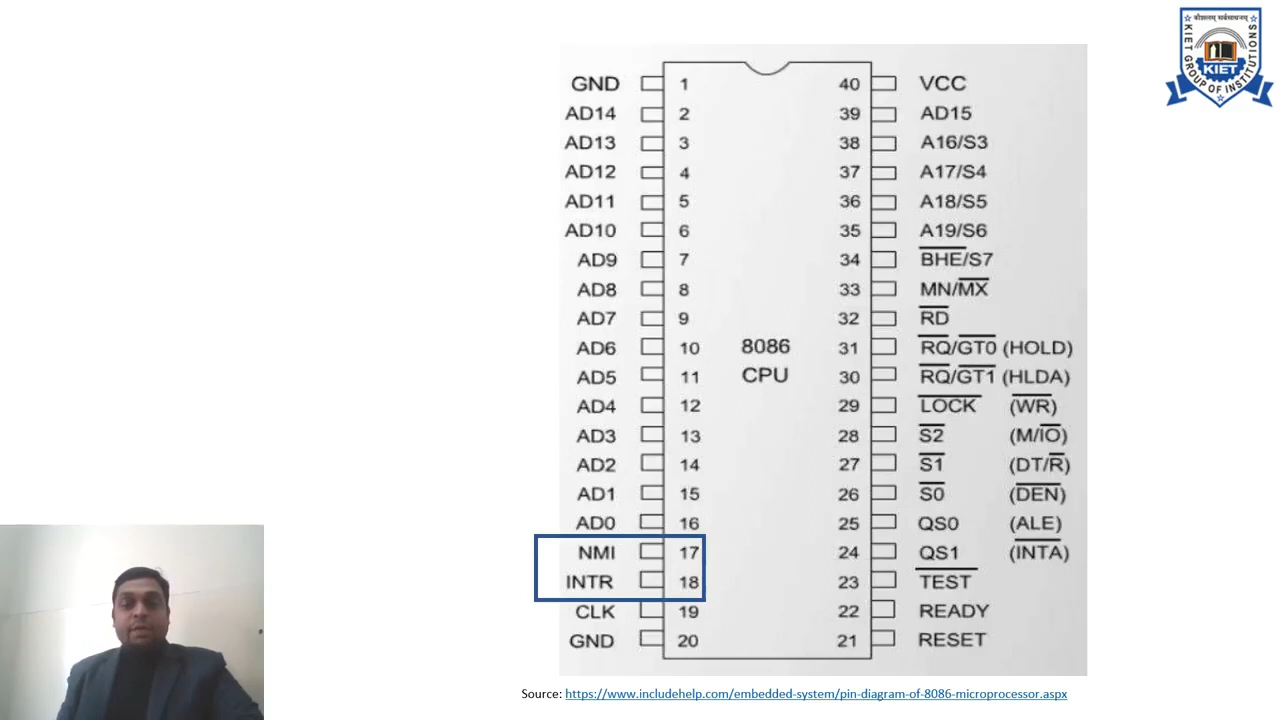 GND 1 40 VCC
AD14 2 39 AD15
AD13 3 38 A16/S3
AD12 4 37 A17/S4
AD11 5 36 A18/S5
AD10 6 35 A19/S6
AD9 7 34 BHE/S7
AD8 8 33 MN/MX
AD7 9 32 RD
AD6 10 8086 31 RQ/GT0 (HOLD)
AD5 11 CPU 30 RQ/GT1 (HLDA)
AD4 12 29 LOCK (WR)
AD3 13 28 S2 (M/IO)
AD2 14 27 S1 (DT/R)
AD1 15 26 S0 (DEN)
AD0 16 25 QS0 (ALE)
NMI 17 24 QS1 (INTA)
INTR 18 23 TEST
CLK 19 22 READY
GND 20 21 RESET
Source: https://www.includehelp.com/embedded-system/pin-diagram-of-8086-microprocessor.aspx
KIET
KIET GROUP OF INSTITUTIONS